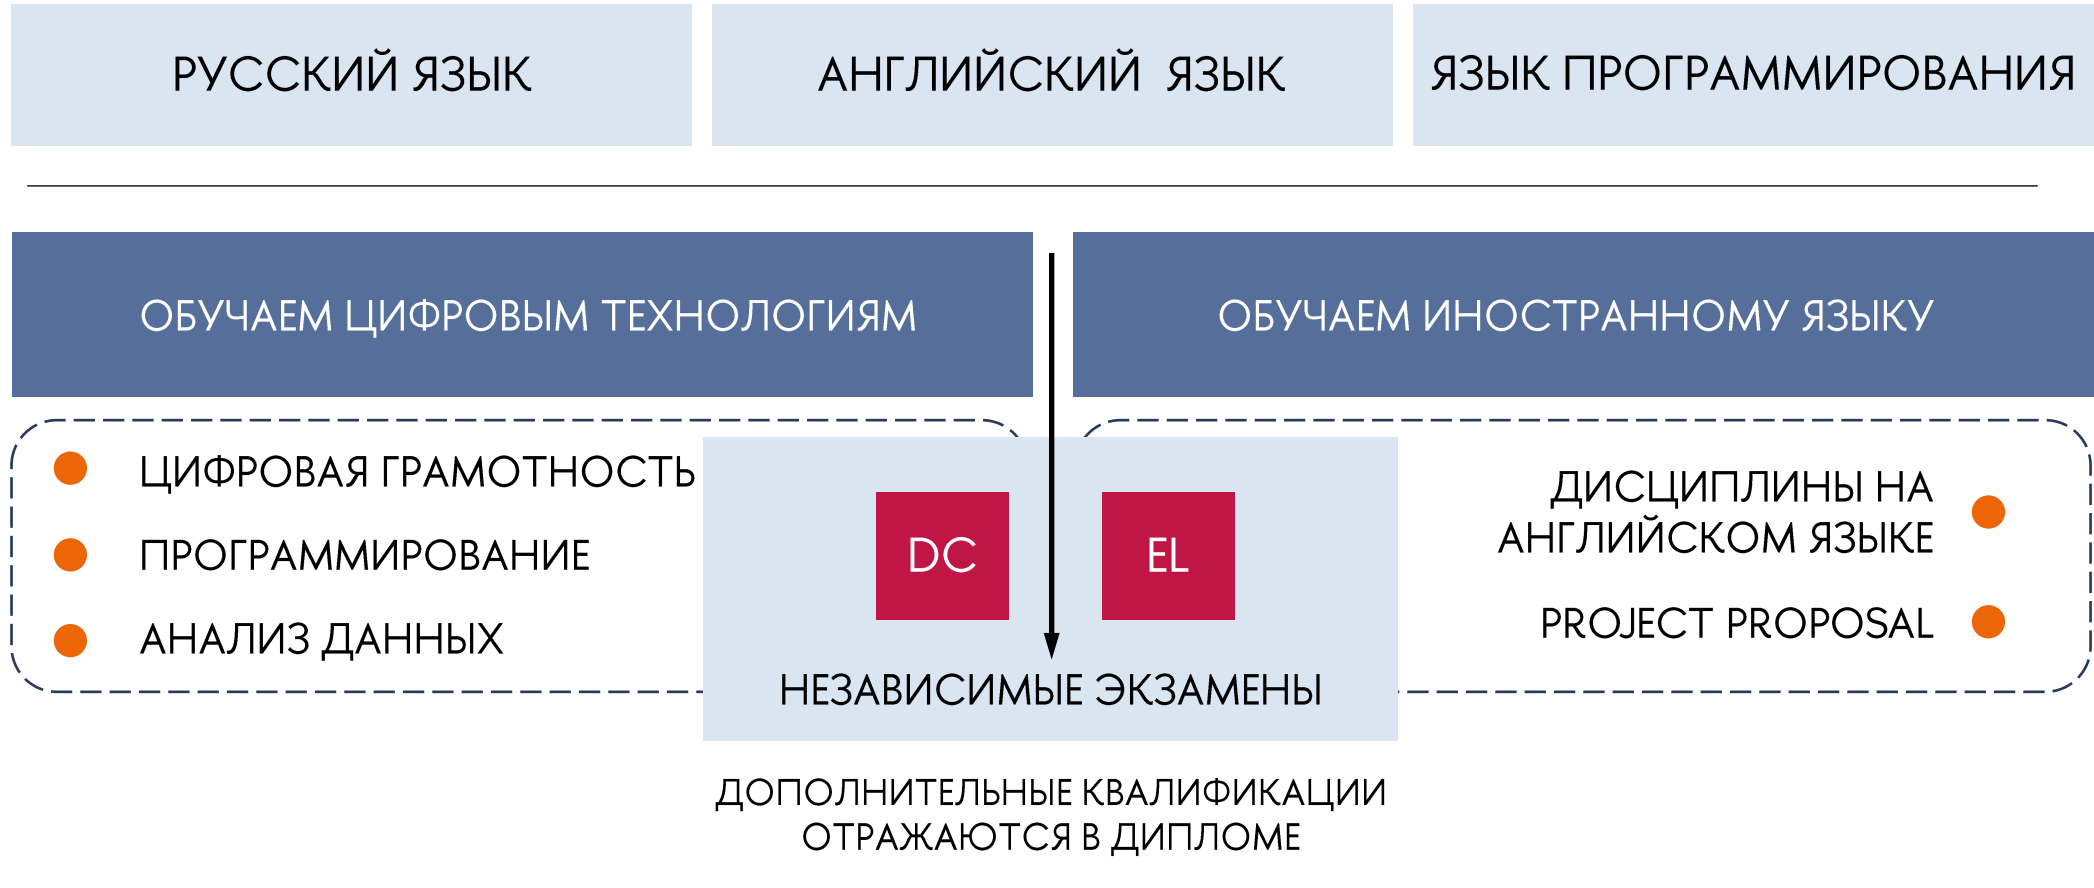 РУССКИЙ ЯЗЫК
АНГЛИЙСКИЙ ЯЗЫК
ЯЗЫК ПРОГРАММИРОВАНИЯ
ОБУЧАЕМ ЦИФРОВЫМ ТЕХНОЛОГИЯМ
ОБУЧАЕМ ИНОСТРАННОМУ ЯЗЫКУ
ЦИФРОВАЯ ГРАМОТНОСТЬ
ПРОГРАММИРОВАНИЕ
АНАЛИЗ ДАННЫХ
DC
EL
НЕЗАВИСИМЫЕ ЭКЗАМЕНЫ
ДИСЦИПЛИНЫ НА
АНГЛИЙСКОМ ЯЗЫКЕ
PROJECT PROPOSAL
ДОПОЛНИТЕЛЬНЫЕ КВАЛИФИКАЦИИ
ОТРАЖАЮТСЯ В ДИПЛОМЕ